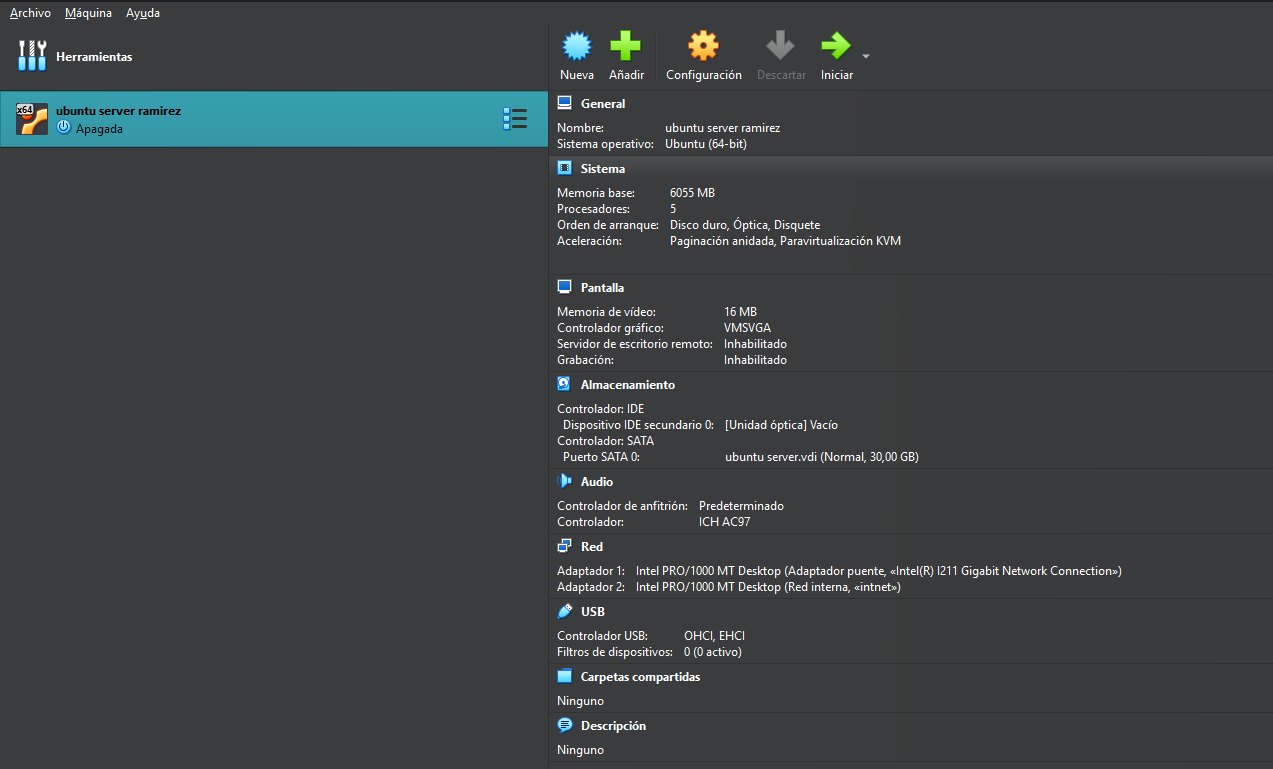 Archivo Máquina Ayuda
Herramientas
Nueva Añadir Configuración Descartar Iniciar
x64
ubuntu server ramirez
Apagada
General
Nombre: ubuntu server ramirez
Sistema operativo: Ubuntu (64-bit)
Sistema
Memoria base: 6055 MB
Procesadores: 5
Orden de arranque: Disco duro, Óptica, Disquete
Aceleración: Paginación anidada, Paravirtualización KVM
Pantalla
Memoria de vídeo: 16 MB
Controlador gráfico: VMSVGA
Servidor de escritorio remoto: Inhabilitado
Grabación: Inhabilitado
Almacenamiento
Controlador: IDE
Dispositivo IDE secundario 0: [Unidad óptica] Vacío
Controlador: SATA
Puerto SATA 0: ubuntu server.vdi (Normal, 30,00 GB)
Audio
Controlador de anfitrión: Predeterminado
Controlador: ICH AC97
Red
Adaptador 1: Intel PRO/1000 MT Desktop (Adaptador puente, «Intel(R) I211 Gigabit Network Connection»)
Adaptador 2: Intel PRO/1000 MT Desktop (Red interna, «intnet»)
USB
Controlador USB: OHCI, EHCI
Filtros de dispositivos: 0 (0 activo)
Carpetas compartidas
Ninguno
Descripción
Ninguno